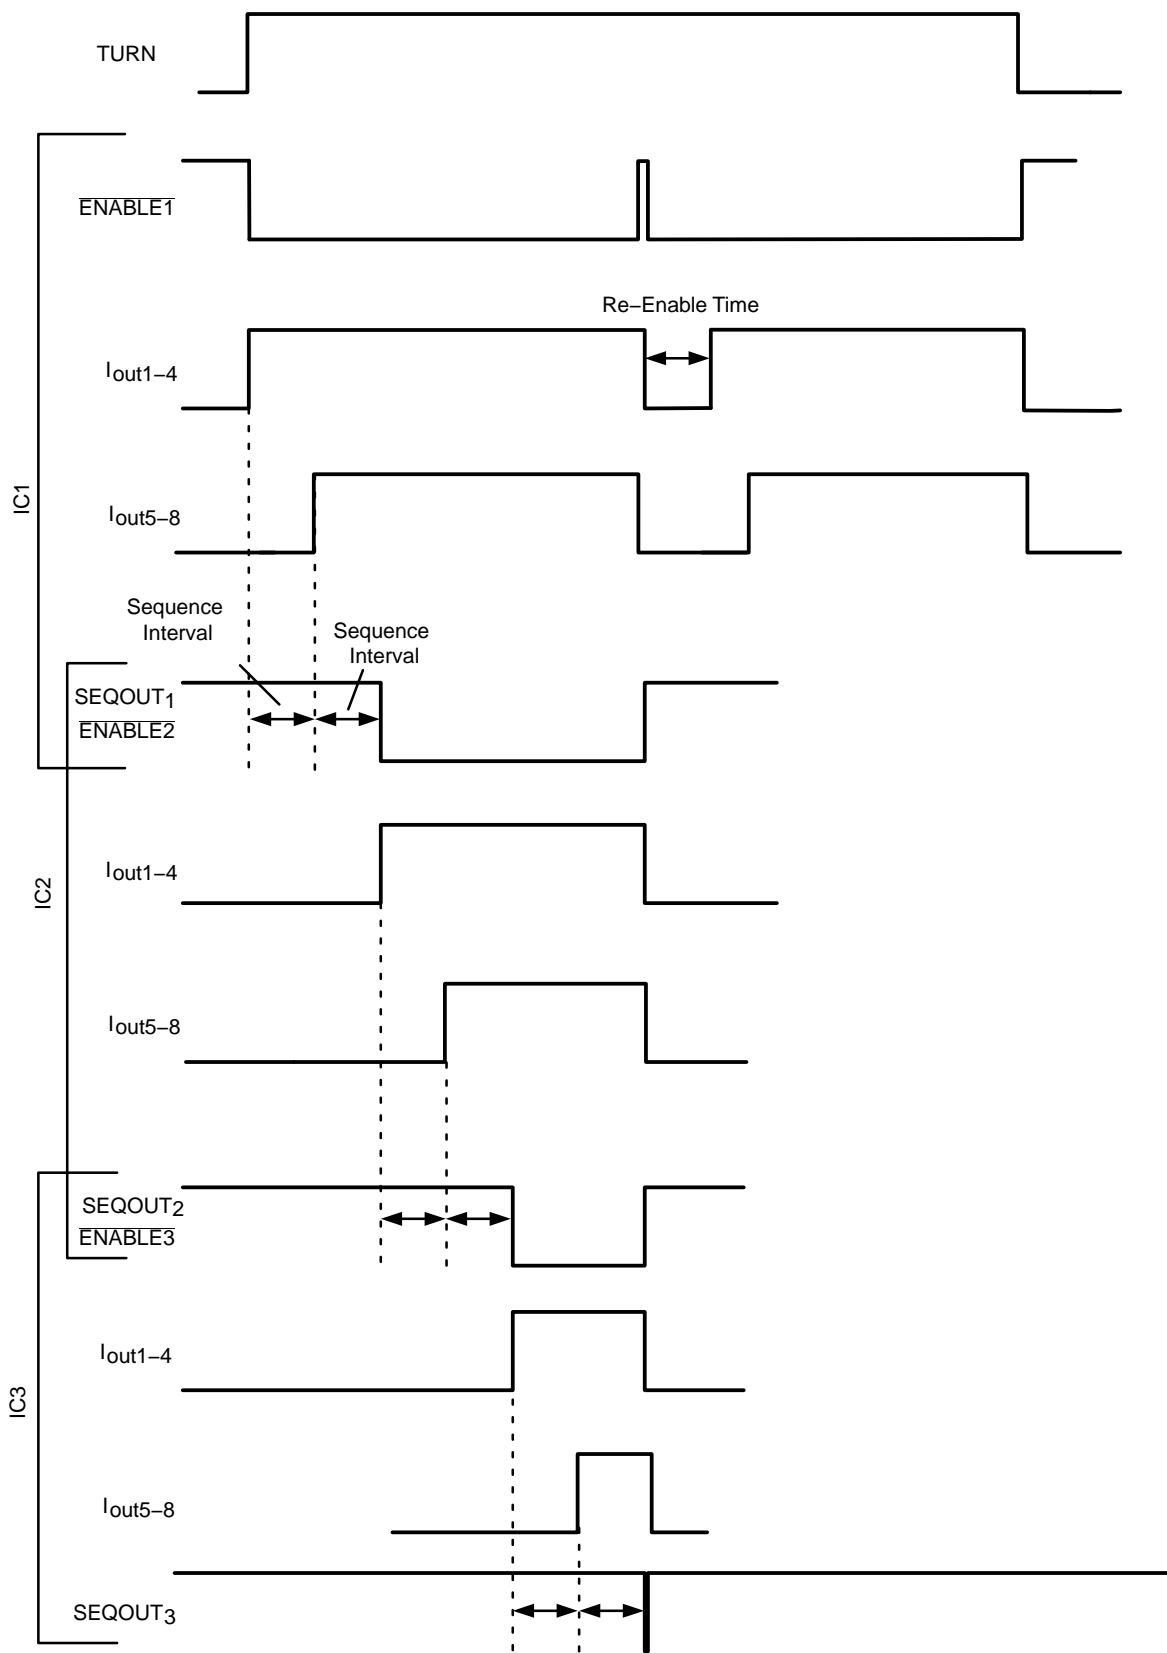 TURN
ENABLE1
Re−Enable Time
Iout1−4
IC1
Iout5−8
Sequence
Interval
Sequence
Interval
SEQOUT1
ENABLE2
Iout1−4
IC2
Iout5−8
SEQOUT2
ENABLE3
Iout1−4
IC3
Iout5−8
SEQOUT3